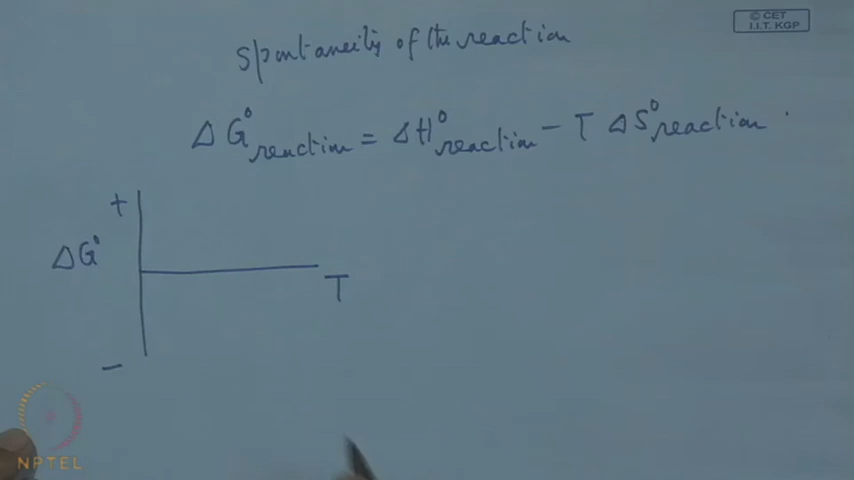 © CET
I.I.T. KGP
Spontaneity of the reaction
ΔG°reaction = ΔH°reaction - T ΔS°reaction .
+
ΔG°
T
-
NPTEL